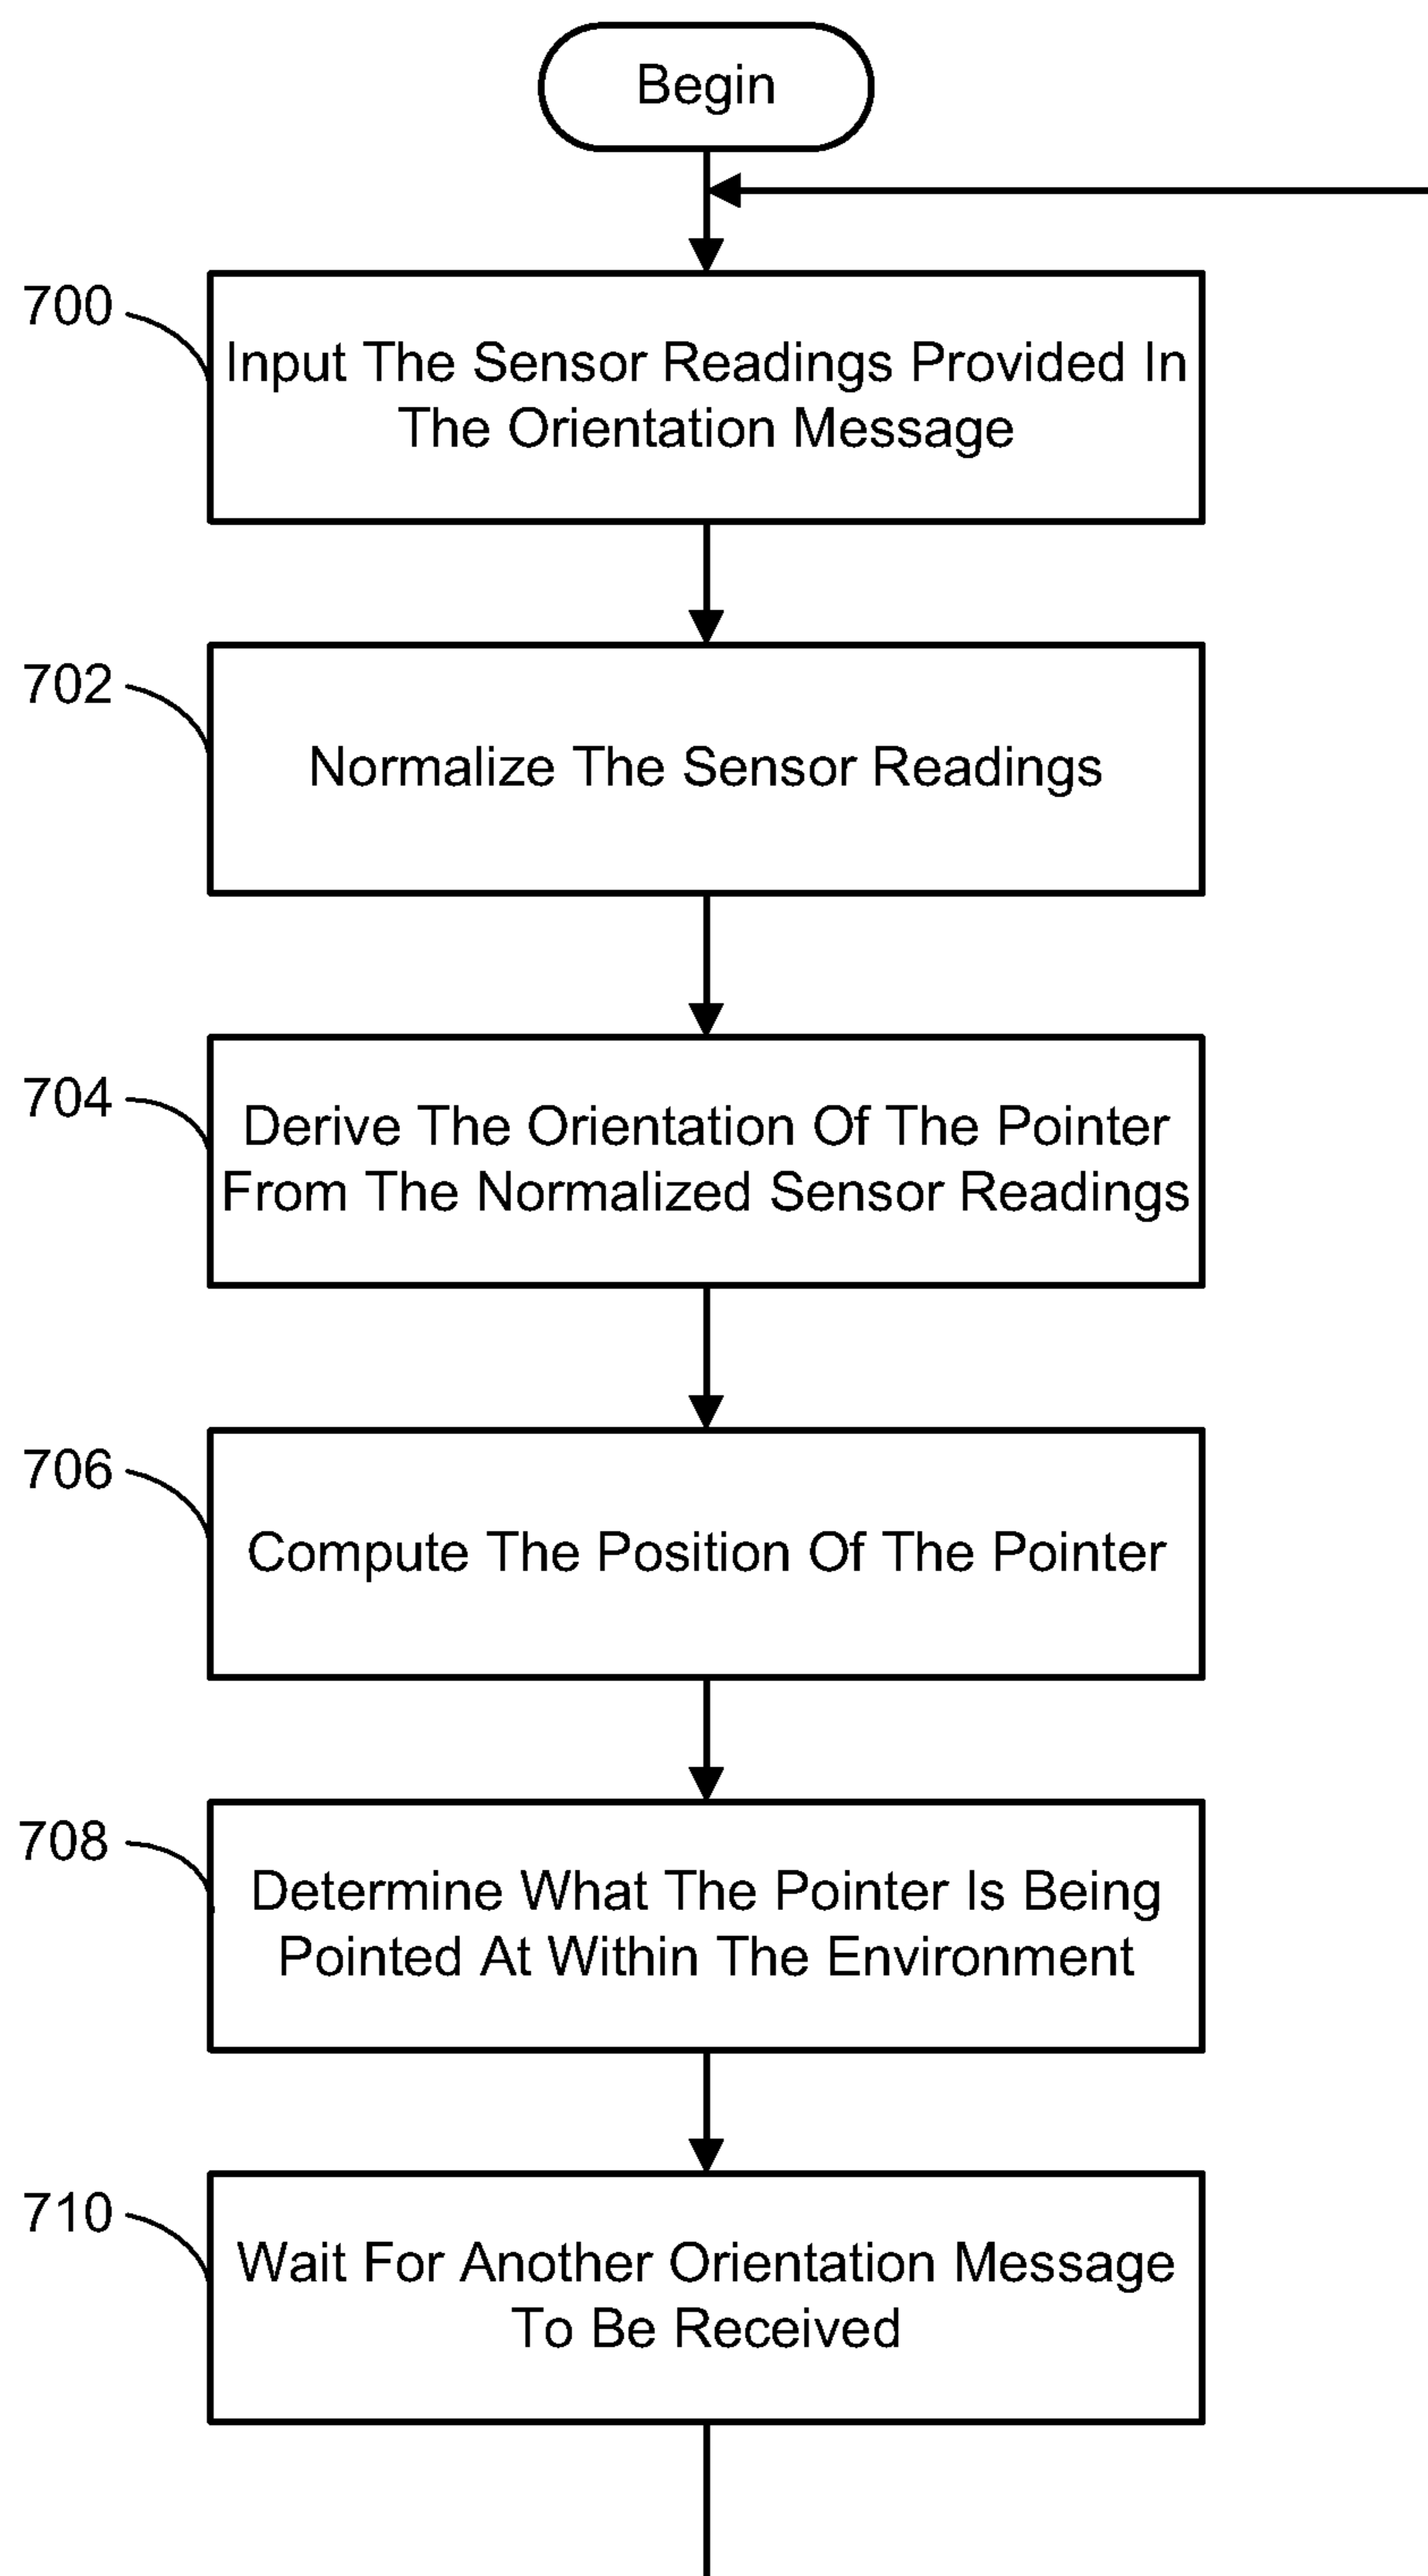 Begin
700
Input The Sensor Readings Provided In
The Orientation Message
702
Normalize The Sensor Readings
704
Derive The Orientation Of The Pointer
From The Normalized Sensor Readings
706
Compute The Position Of The Pointer
708
Determine What The Pointer Is Being
Pointed At Within The Environment
710
Wait For Another Orientation Message
To Be Received